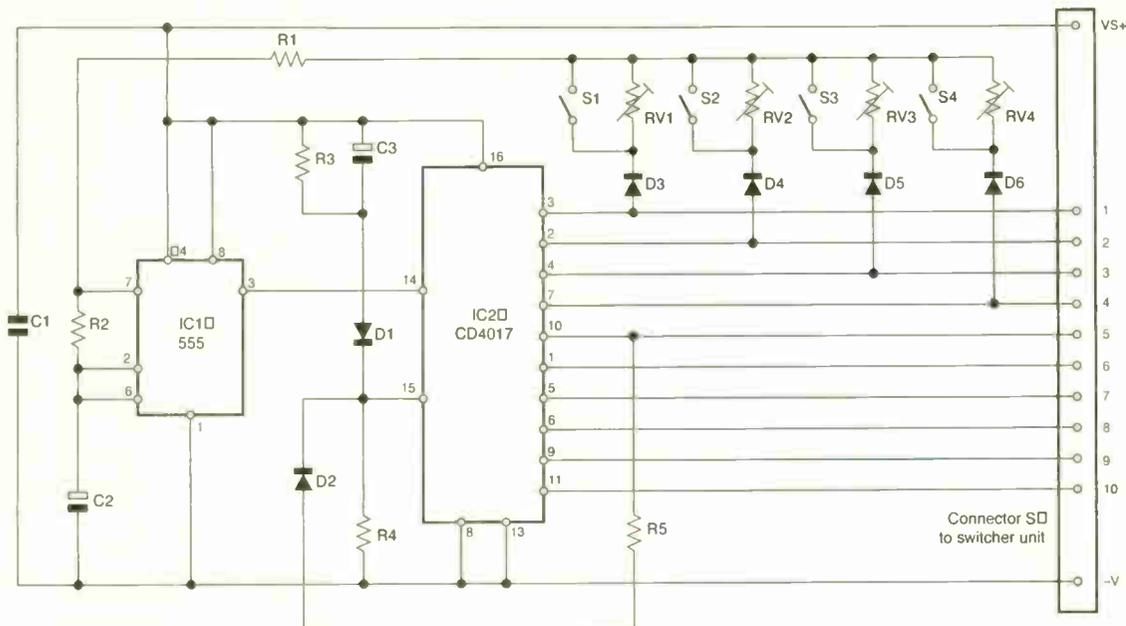 VS+
R1
S1
RV1
S2
RV2
S3
RV3
S4
RV4
R3
C3
16
D3
D4
D5
D6
3
1
2
2
4
3
7
4
10
5
1
6
5
7
6
8
9
9
11
10
4
8
7
3
14
IC1□
555
R2
2
6
1
C1
C2
D1
IC2□
CD4017
15
D2
R4
8
13
R5
Connector S□
to switcher unit
-V